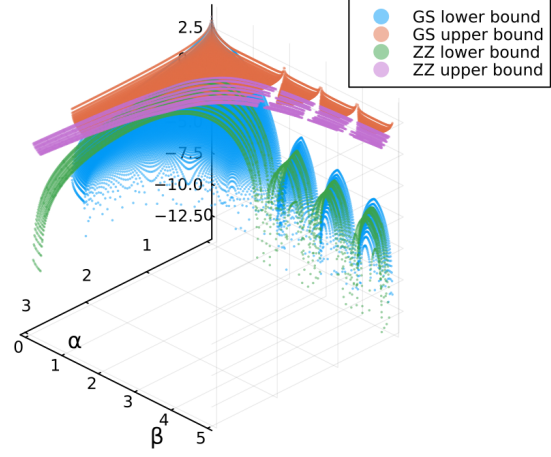 GS lower bound
GS upper bound
ZZ lower bound
ZZ upper bound
2.5
−7.5
−10.0
−12.50
1
2
3
0
α
1
2
3
4
5
β